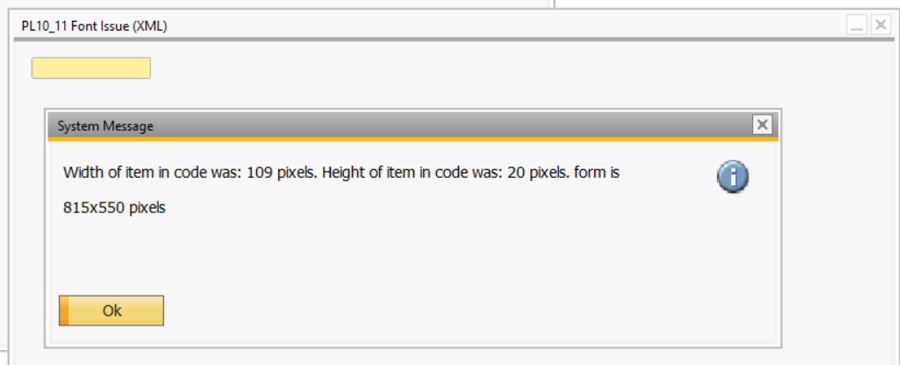 PL10_11 Font Issue (XML)
System Message
Width of item in code was: 109 pixels. Height of item in code was: 20 pixels. form is
815x550 pixels
Ok